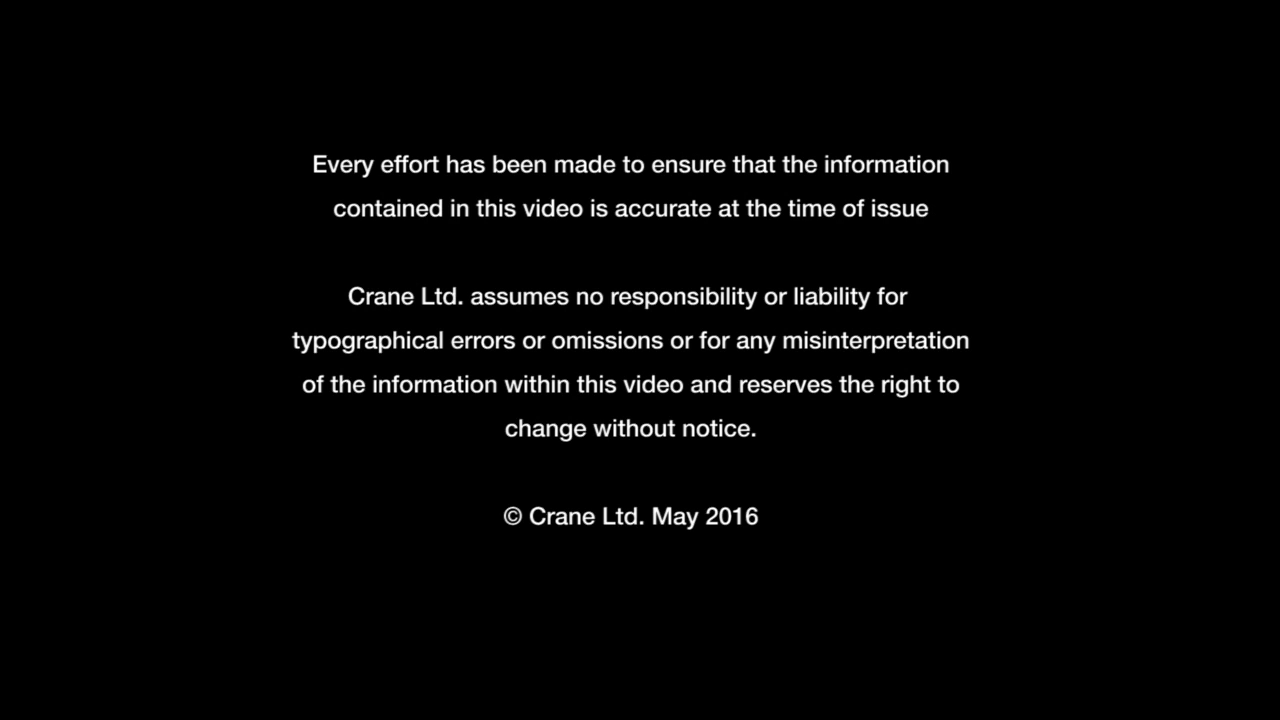 Every effort has been made to ensure that the information
contained in this video is accurate at the time of issue
Crane Ltd. assumes no responsibility or liability for
typographical errors or omissions or for any misinterpretation
of the information within this video and reserves the right to
change without notice.
© Crane Ltd. May 2016